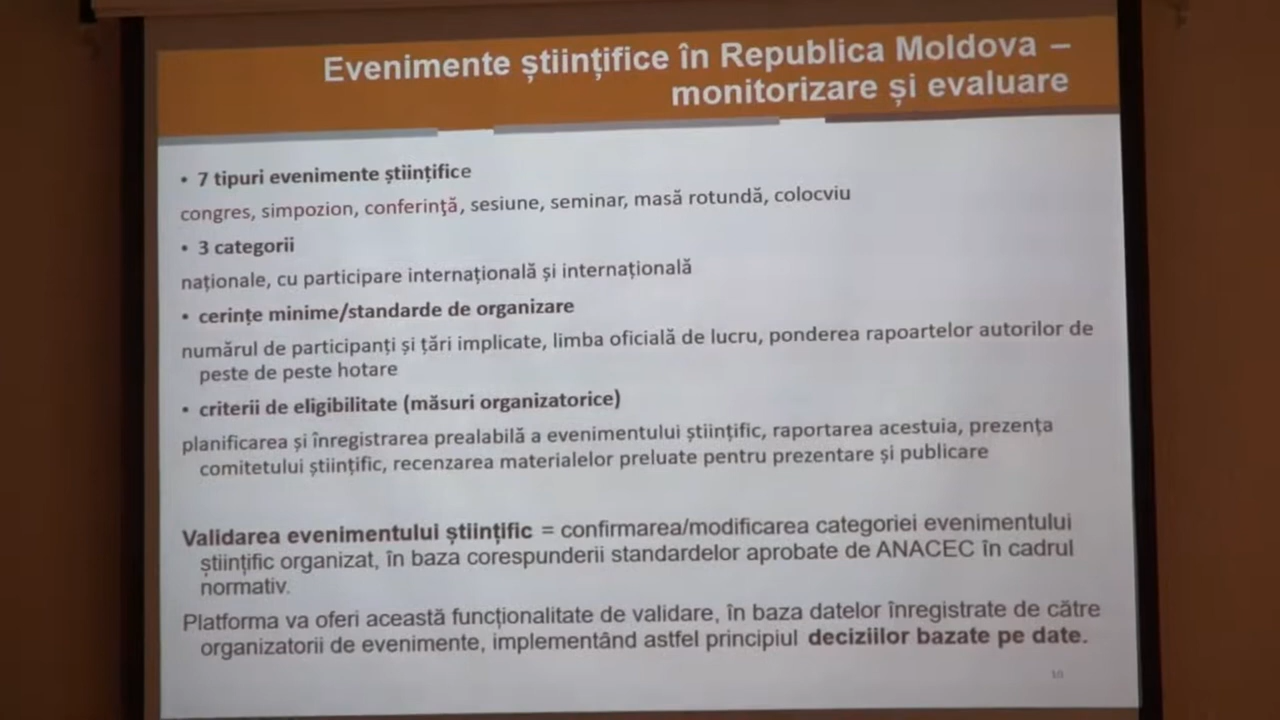 Evenimente științifice în Republica Moldova –
monitorizare și evaluare
• 7 tipuri evenimente științifice
congres, simpozion, conferinţă, sesiune, seminar, masă rotundă, colocviu
• 3 categorii
naționale, cu participare internațională și internațională
• cerințe minime/standarde de organizare
numărul de participanți și țări implicate, limba oficială de lucru, ponderea rapoartelor autorilor de
peste de peste hotare
• criterii de eligibilitate (măsuri organizatorice)
planificarea și înregistrarea prealabilă a evenimentului științific, raportarea acestuia, prezența
comitetului științific, recenzarea materialelor preluate pentru prezentare și publicare
Validarea evenimentului științific = confirmarea/modificarea categoriei evenimentului
științific organizat, în baza corespunderii standardelor aprobate de ANACEC în cadrul
normativ.
Platforma va oferi această funcționalitate de validare, în baza datelor înregistrate de către
organizatorii de evenimente, implementând astfel principiul deciziilor bazate pe date.
10